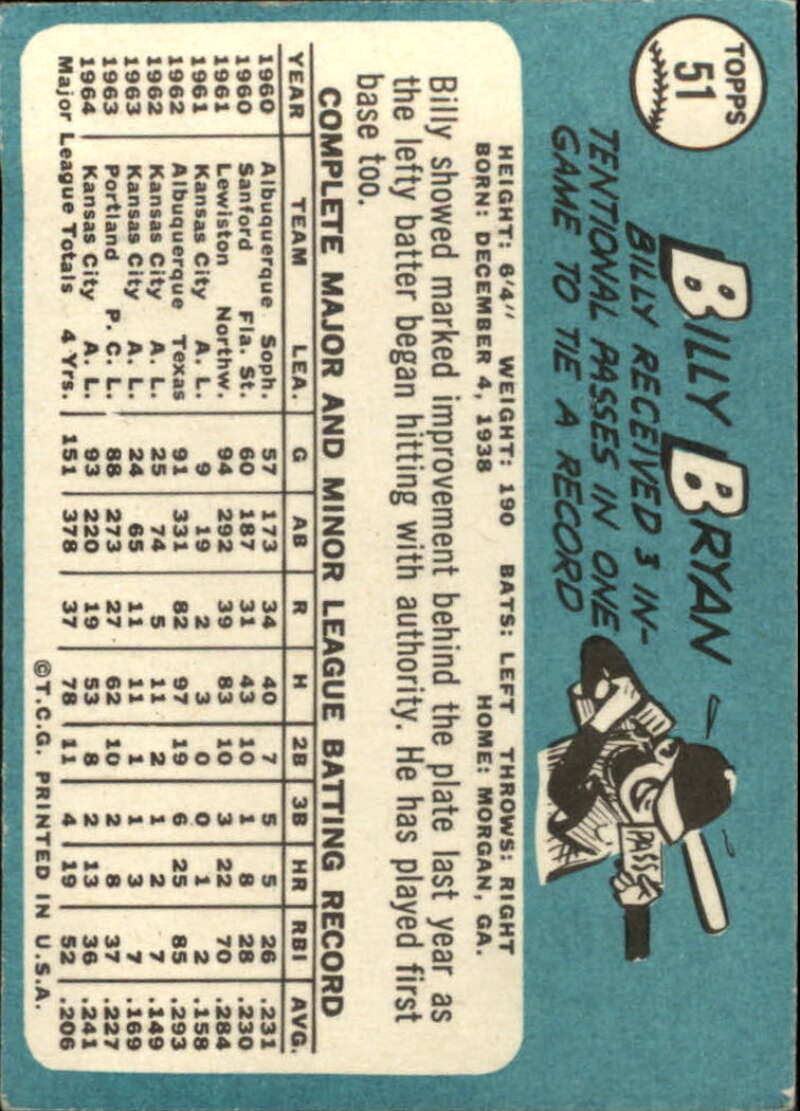 TOPPS
51
BILLY BRYAN
BILLY RECEIVED 3 IN-
TENTIONAL PASSES IN ONE
GAME TO TIE A RECORD
PASS
HEIGHT: 6'4" WEIGHT: 190 BATS: LEFT THROWS: RIGHT
BORN: DECEMBER 4, 1938 HOME: MORGAN, GA.
Billy showed marked improvement behind the plate last year as
the lefty batter began hitting with authority. He has played first
base too.
COMPLETE MAJOR AND MINOR LEAGUE BATTING RECORD
YEAR TEAM LEA. G AB R H 2B 3B HR RBI AVG.
1960 Albuquerque Soph. 57 173 34 40 7 5 5 26 .231
1960 Sanford Fla. St. 60 187 31 43 10 1 8 28 .230
1961 Lewiston Northw. 94 292 39 83 10 3 22 70 .284
1961 Kansas City A. L. 9 19 2 3 0 0 1 2 .158
1962 Albuquerque Texas 91 331 82 97 19 6 25 85 .293
1962 Kansas City A. L. 25 74 5 11 2 1 2 7 .149
1963 Kansas City A. L. 24 65 11 11 1 1 3 7 .169
1963 Portland P. C. L. 88 273 27 62 10 2 8 37 .227
1964 Kansas City A. L. 93 220 19 53 8 2 13 36 .241
Major League Totals 4 Yrs. 151 378 37 78 11 4 19 52 .206
©T.C.G. PRINTED IN U.S.A.